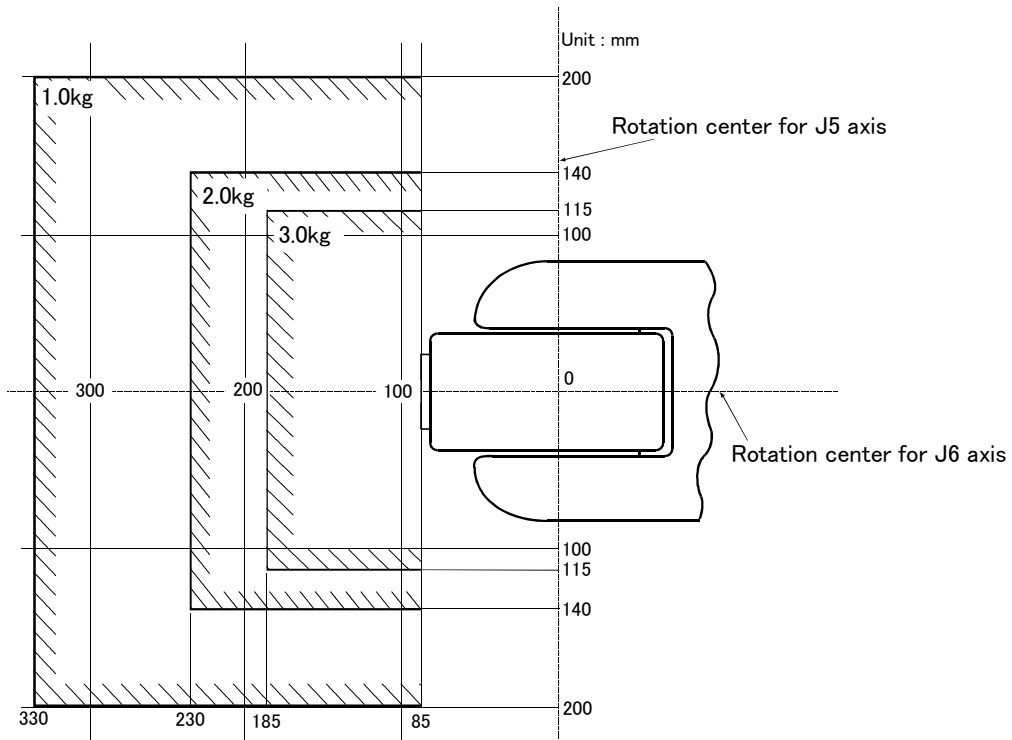 Unit : mm
200
1.0kg
Rotation center for J5 axis
140
2.0kg
115
3.0kg
100
0
300
200
100
Rotation center for J6 axis
100
115
140
200
330
230
185
85